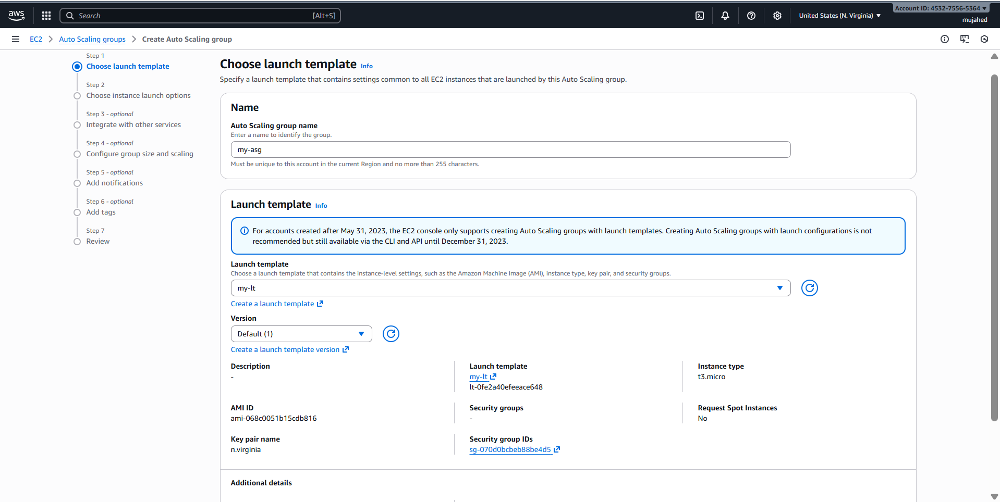 aws
Search
[Alt+S]
United States (N. Virginia)
Account ID: 4532-7556-5364
mujahed
EC2
Auto Scaling groups
Create Auto Scaling group
Step 1
Choose launch template
Step 2
Choose instance launch options
Step 3 - optional
Integrate with other services
Step 4 - optional
Configure group size and scaling
Step 5 - optional
Add notifications
Step 6 - optional
Add tags
Step 7
Review
Choose launch template Info
Specify a launch template that contains settings common to all EC2 instances that are launched by this Auto Scaling group.
Name
Auto Scaling group name
Enter a name to identify the group.
my-asg
Must be unique to this account in the current Region and no more than 255 characters.
Launch template Info
For accounts created after May 31, 2023, the EC2 console only supports creating Auto Scaling groups with launch templates. Creating Auto Scaling groups with launch configurations is not
recommended but still available via the CLI and API until December 31, 2023.
Launch template
Choose a launch template that contains the instance-level settings, such as the Amazon Machine Image (AMI), instance type, key pair, and security groups.
my-lt
Create a launch template
Version
Default (1)
Create a launch template version
Description
-
Launch template
my-lt
lt-0fe2a40efeeace648
Instance type
t3.micro
AMI ID
ami-068c0051b15cdb816
Security groups
-
Request Spot Instances
No
Key pair name
n.virginia
Security group IDs
sg-070d0bcbeb88be4d5
Additional details